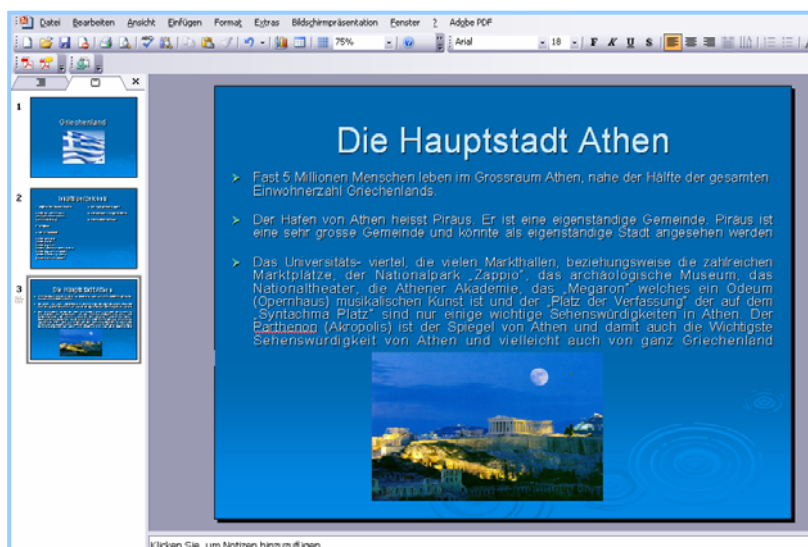 Datei Bearbeiten Ansicht Einfügen Format Extras Bildschirmpräsentation Fenster ? Adobe PDF
75% Arial 18 F K U S
1
Griechenland
2
3
Die Hauptstadt Athen
Die Hauptstadt Athen
Fast 5 Millionen Menschen leben im Grossraum Athen, nahe der Hälfte der gesamten
Einwohnerzahl Griechenlands.
Der Hafen von Athen heisst Piräus. Er ist eine eigenständige Gemeinde. Piräus ist
eine sehr grosse Gemeinde und könnte als eigenständige Stadt angesehen werden
Das Universitäts- viertel, die vielen Markthallen, beziehungsweise die zahlreichen
Marktplätze, der Nationalpark „Zappio", das archäologische Museum, das
Nationaltheater, die Athener Akademie, das „Megaron" welches ein Odeum
(Opernhaus) musikalischen Kunst ist und der „Platz der Verfassung" der auf dem
„Syntachma Platz" sind nur einige wichtige Sehenswürdigkeiten in Athen. Der
Parthenon (Akropolis) ist der Spiegel von Athen und damit auch die Wichtigste
Sehenswürdigkeit von Athen und vielleicht auch von ganz Griechenland
Klicken Sie, um Notizen hinzuzufügen